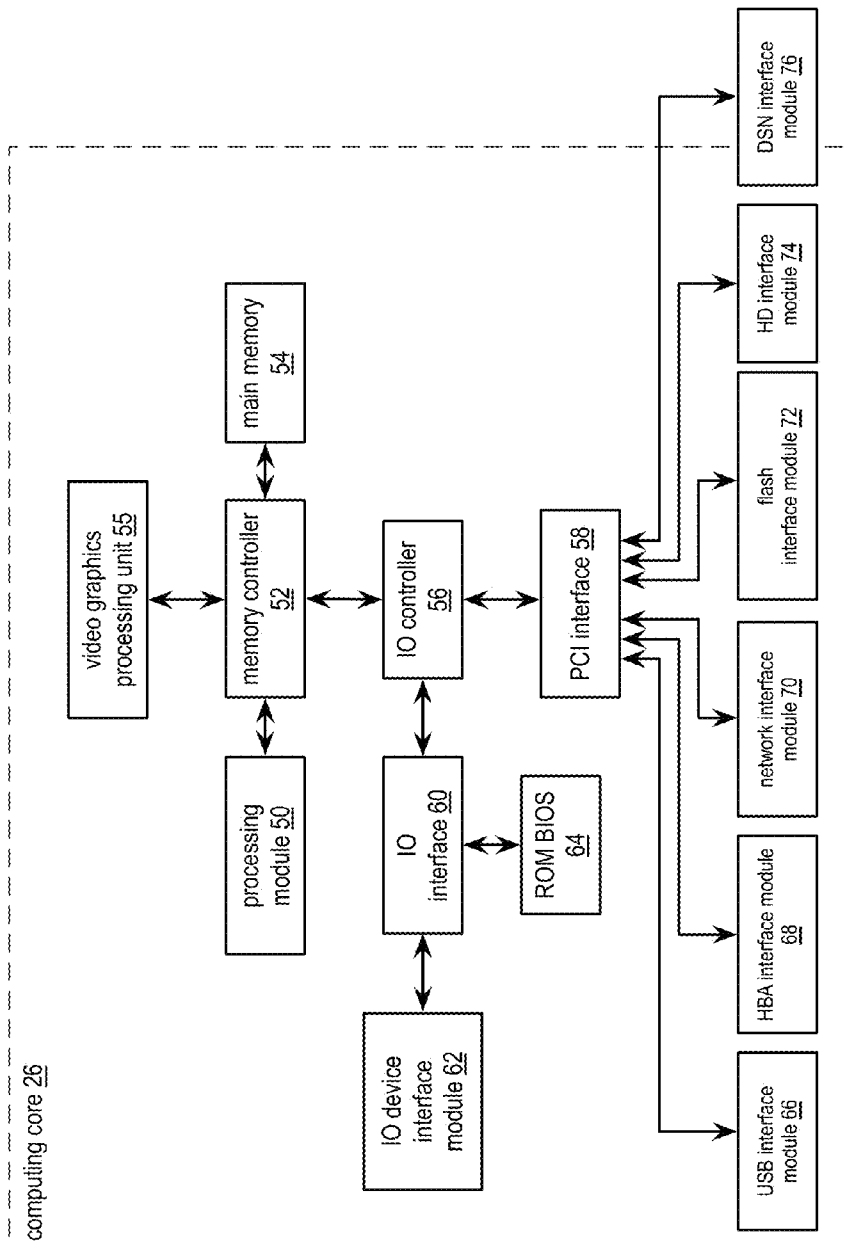 computing core 26
video graphics
processing unit 55
processing
module 50
memory controller
52
main memory
54
IO device
interface
module 62
IO
interface 60
IO controller
56
ROM BIOS
64
PCI interface 58
USB interface
module 66
HBA interface module
68
network interface
module 70
flash
interface module 72
HD interface
module 74
DSN interface
module 76